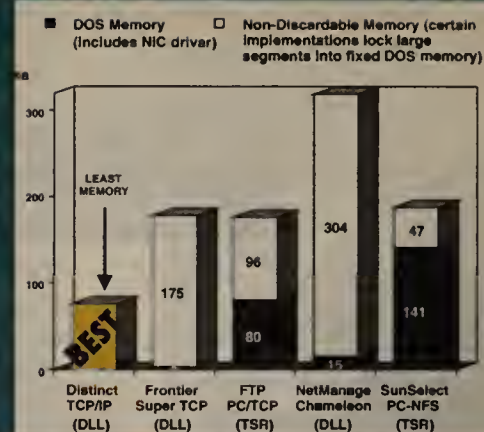 DOS Memory
(includes NIC drivar)
Non-Discardable Memory (certain
implementations lock large
segments into fixed DOS memory)
300
200
100
0
LEAST
MEMORY
BEST
175
96
80
304
15
47
141
Distinct
TCP/IP
(DLL)
Frontier
Super TCP
(DLL)
FTP
PC/TCP
(TSR)
NetManage
Chameleon
(DLL)
SunSelect
PC-NFS
(TSR)